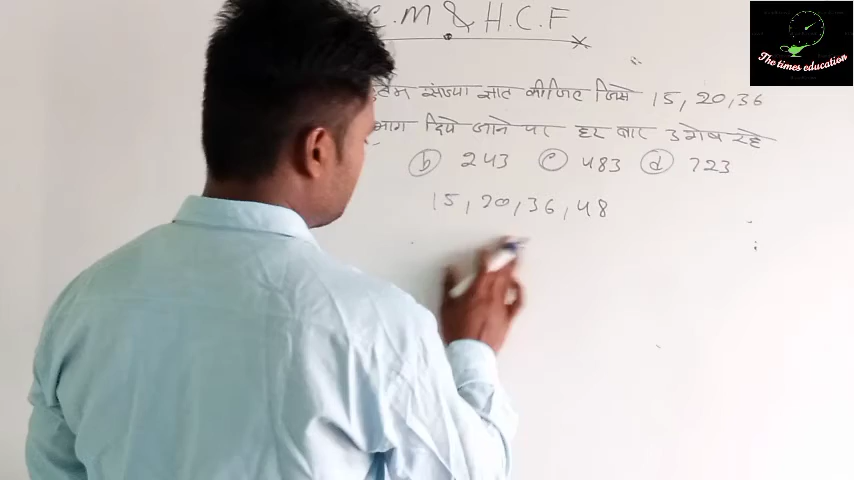 .M & H.C.F
The times education
संख्या ज्ञात कीजिए जिसे 15, 20, 36
भाग दिये जाने पर हर बार 3 शेष रहे
(b) 243 (c) 483 (d) 723
15, 20, 36, 48